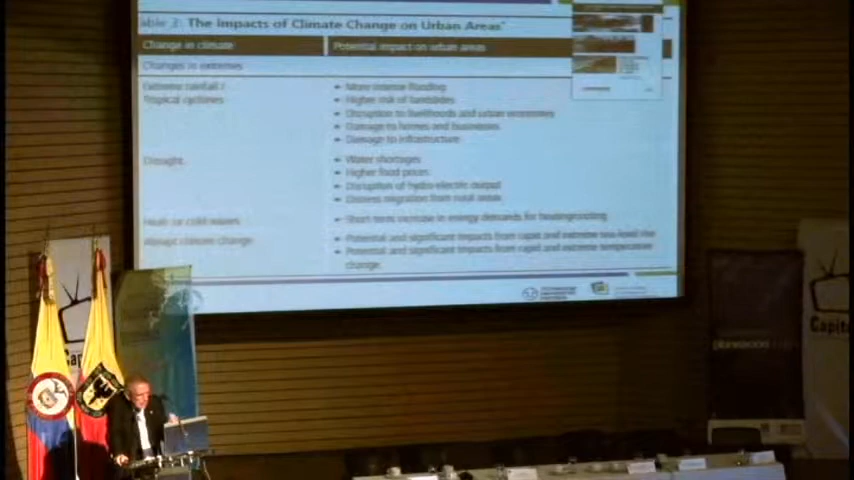 Table 3: The Impacts of Climate Change on Urban Areas
Change in climate
Potential impact on urban areas
Changes in extremes
Extreme rainfall /
Tropical cyclones
More intense flooding
Higher risk of landslides
Disruption to livelihoods and urban economies
Damage to homes and businesses
Damage to infrastructure
Drought
Water shortages
Higher food prices
Disruption of hydro-electric output
Distress migration from rural areas
Heat- or cold-waves
Short-term increase in energy demands for heating/cooling
Abrupt climate change
Potential and significant impacts from rapid and extreme sea-level rise
Potential and significant impacts from rapid and extreme temperature
change
Cap
planeación
Capital